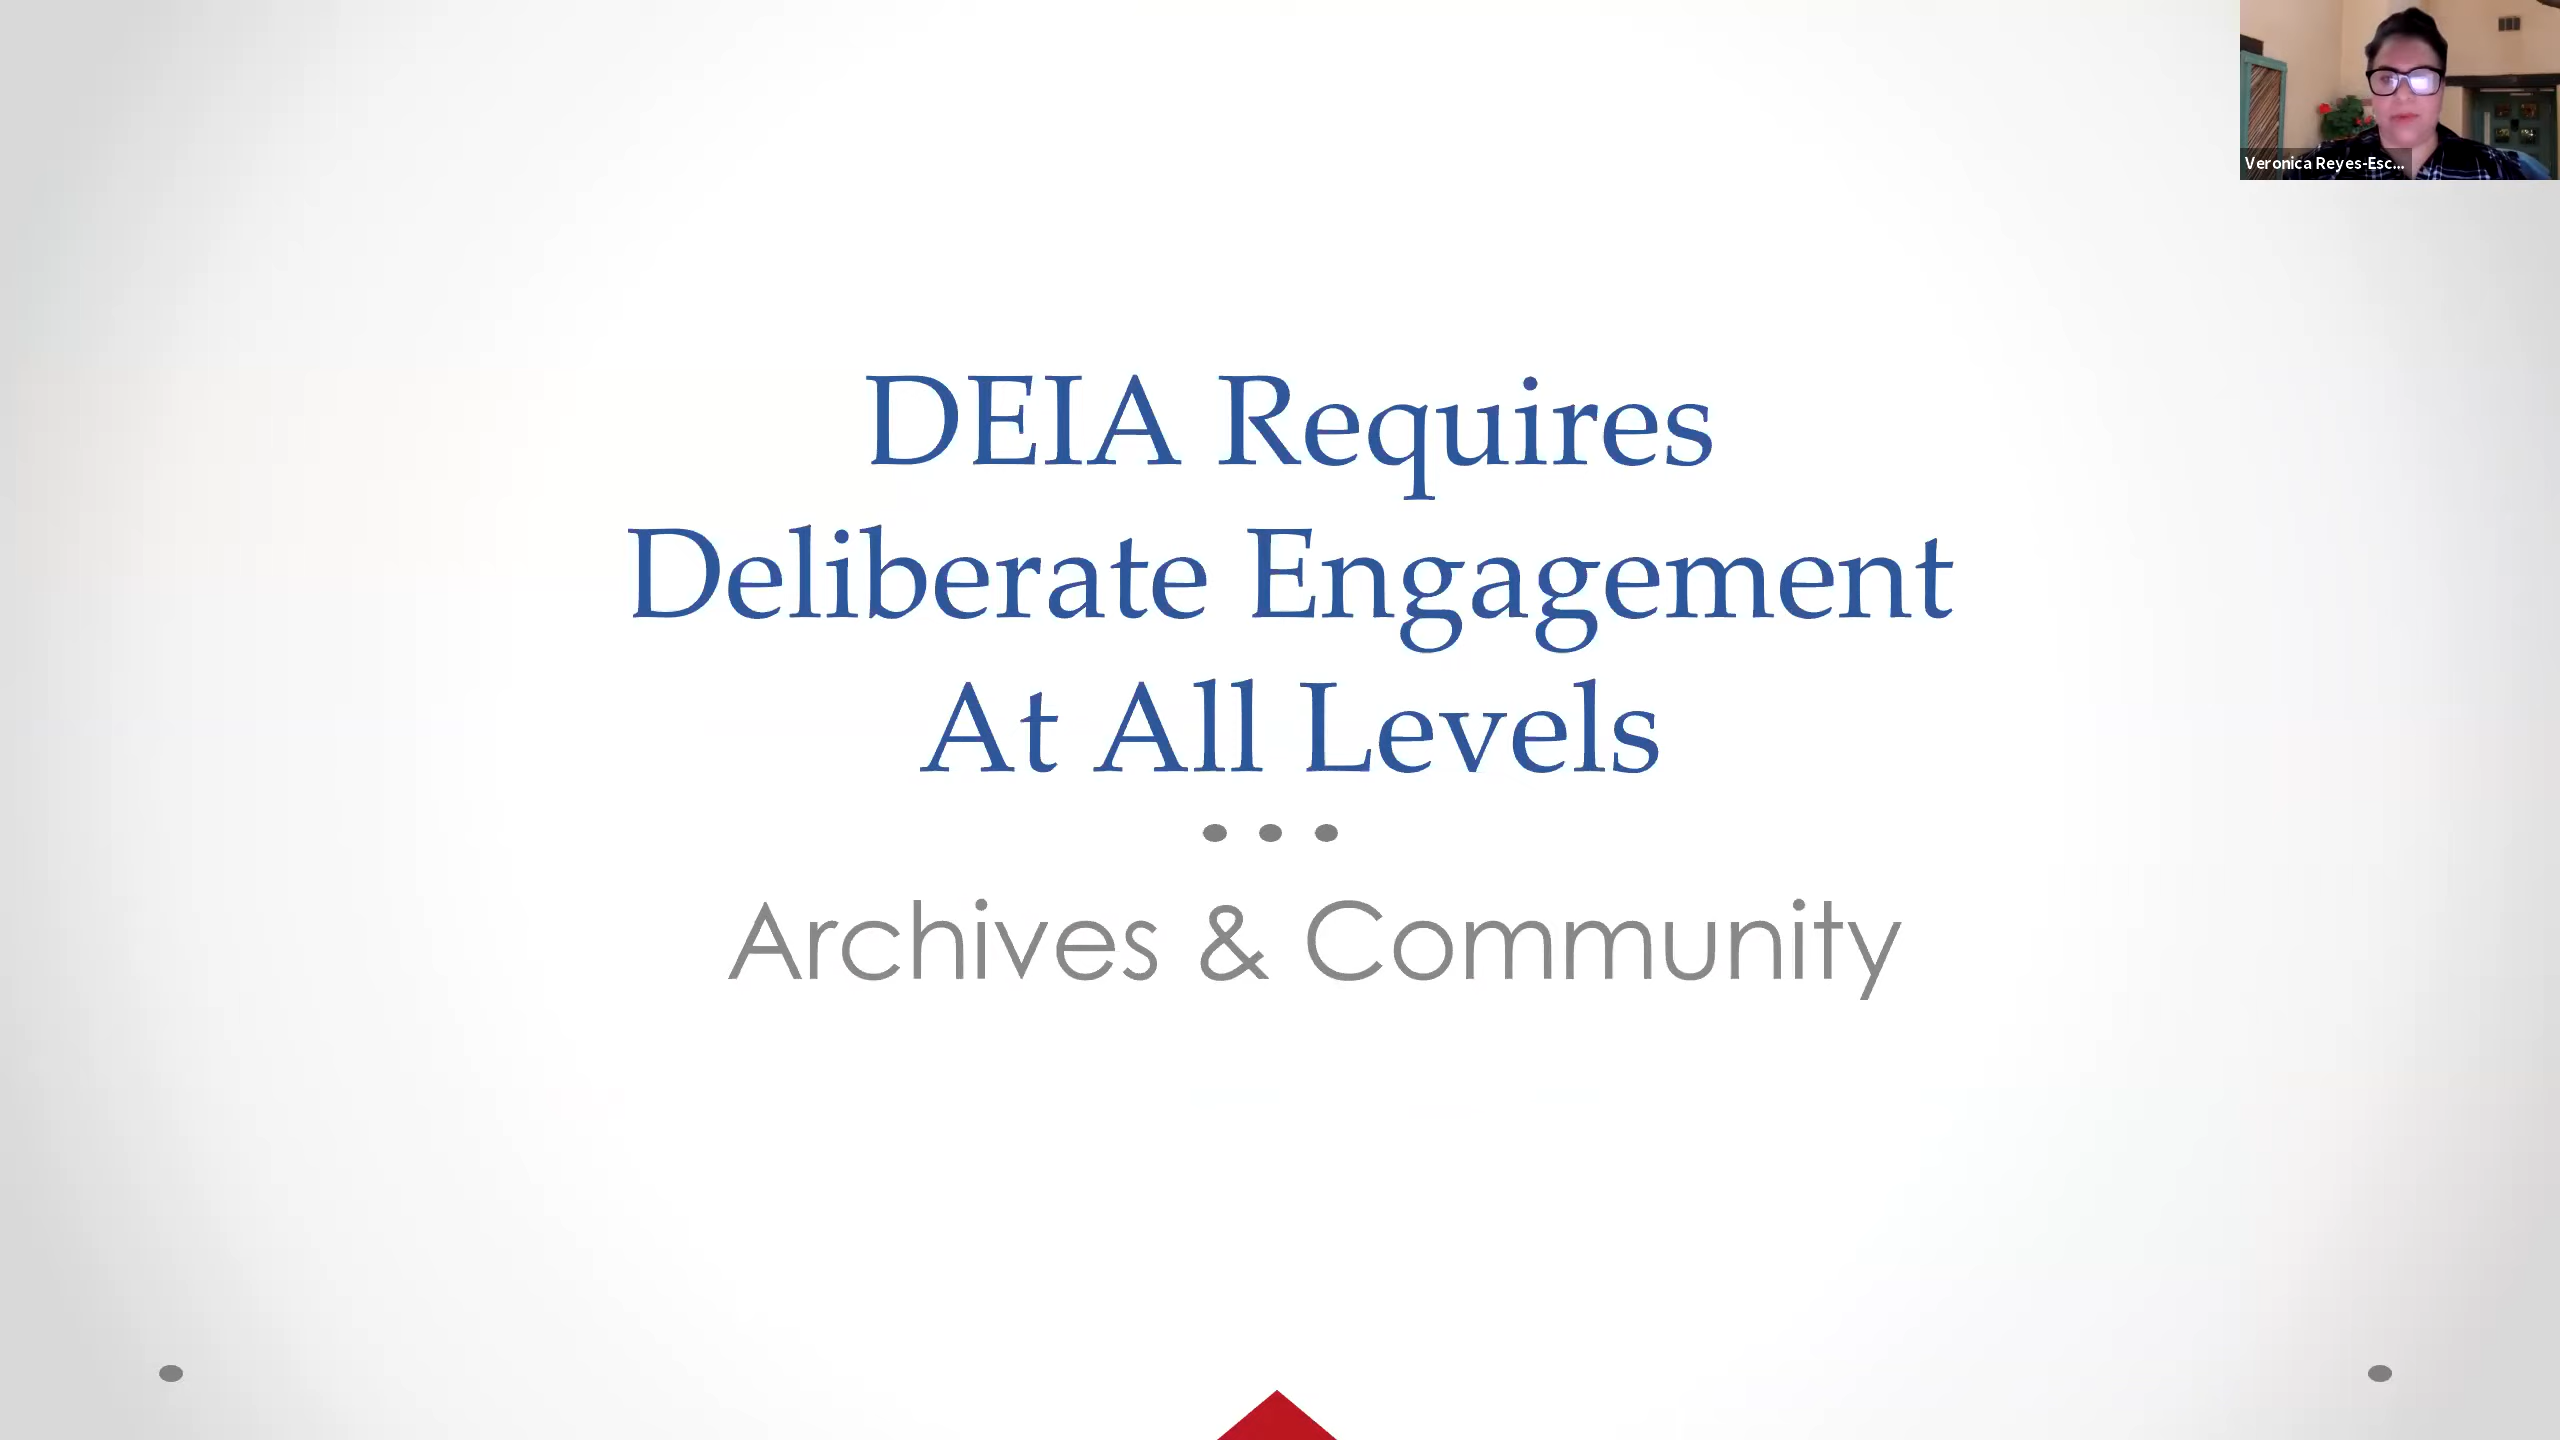 Veronica Reyes-Esc...
DEIA Requires
Deliberate Engagement
At All Levels
Archives & Community